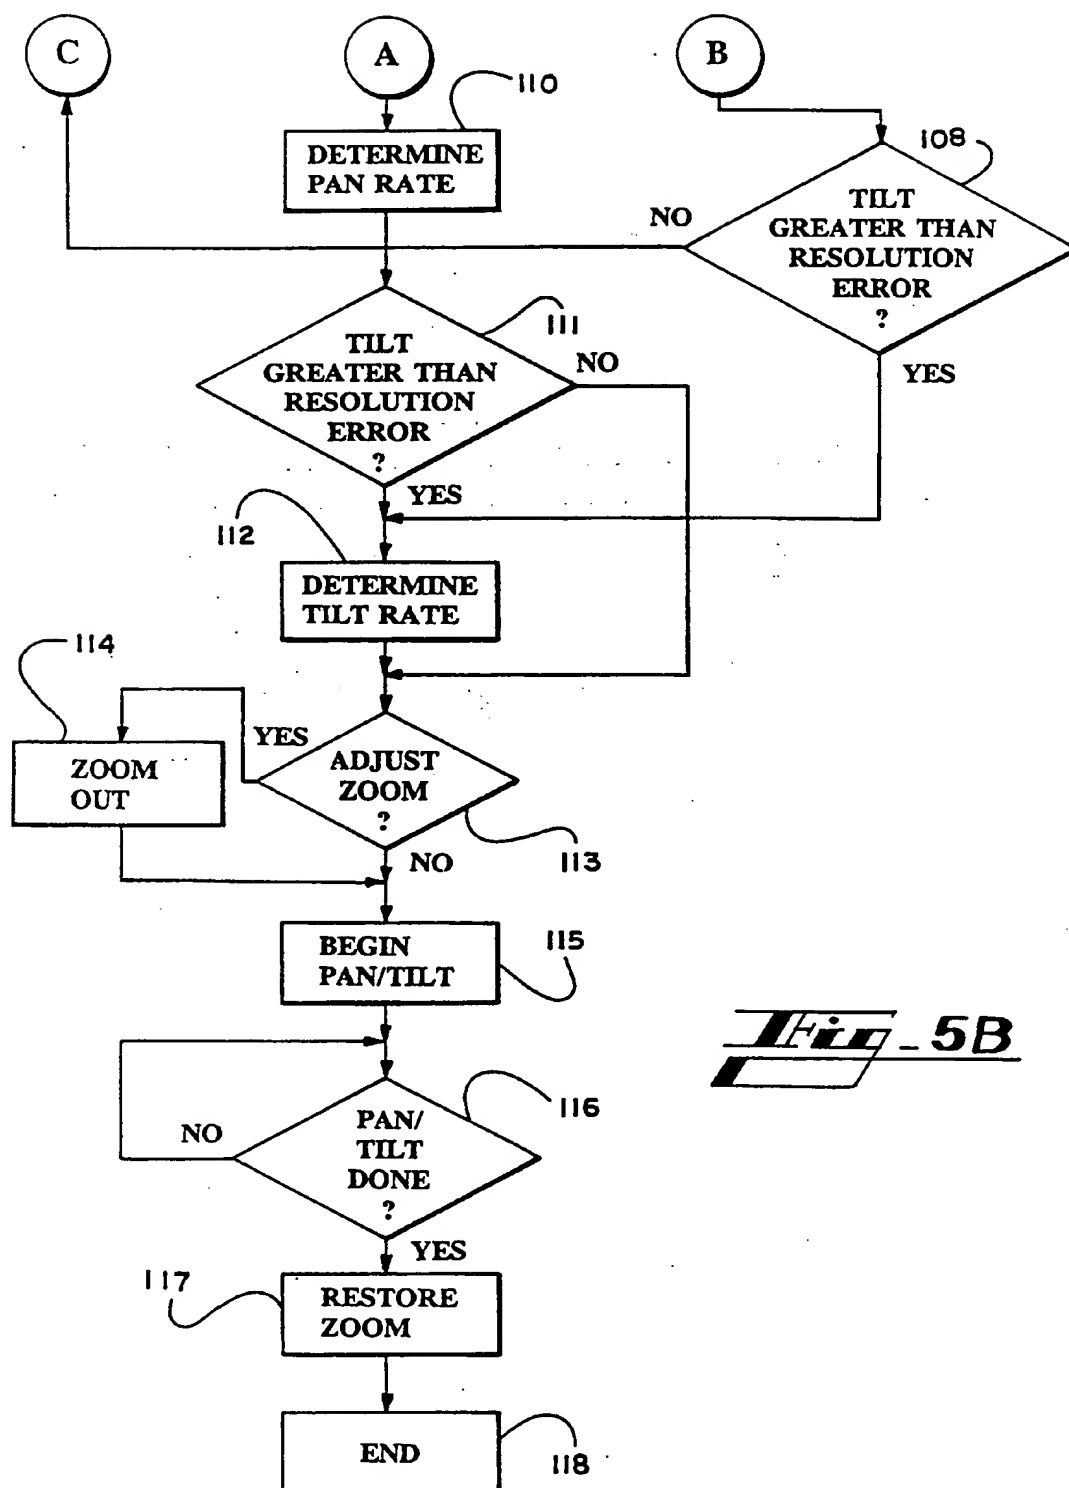 C
A
B
110
DETERMINE
PAN RATE
108
TILT
GREATER THAN
RESOLUTION
ERROR
?
NO
YES
111
TILT
GREATER THAN
RESOLUTION
ERROR
?
NO
YES
112
DETERMINE
TILT RATE
114
ZOOM
OUT
YES
ADJUST
ZOOM
?
113
NO
BEGIN
PAN/TILT
115
Fig_5B
116
PAN/
TILT
DONE
?
NO
YES
117
RESTORE
ZOOM
END
118